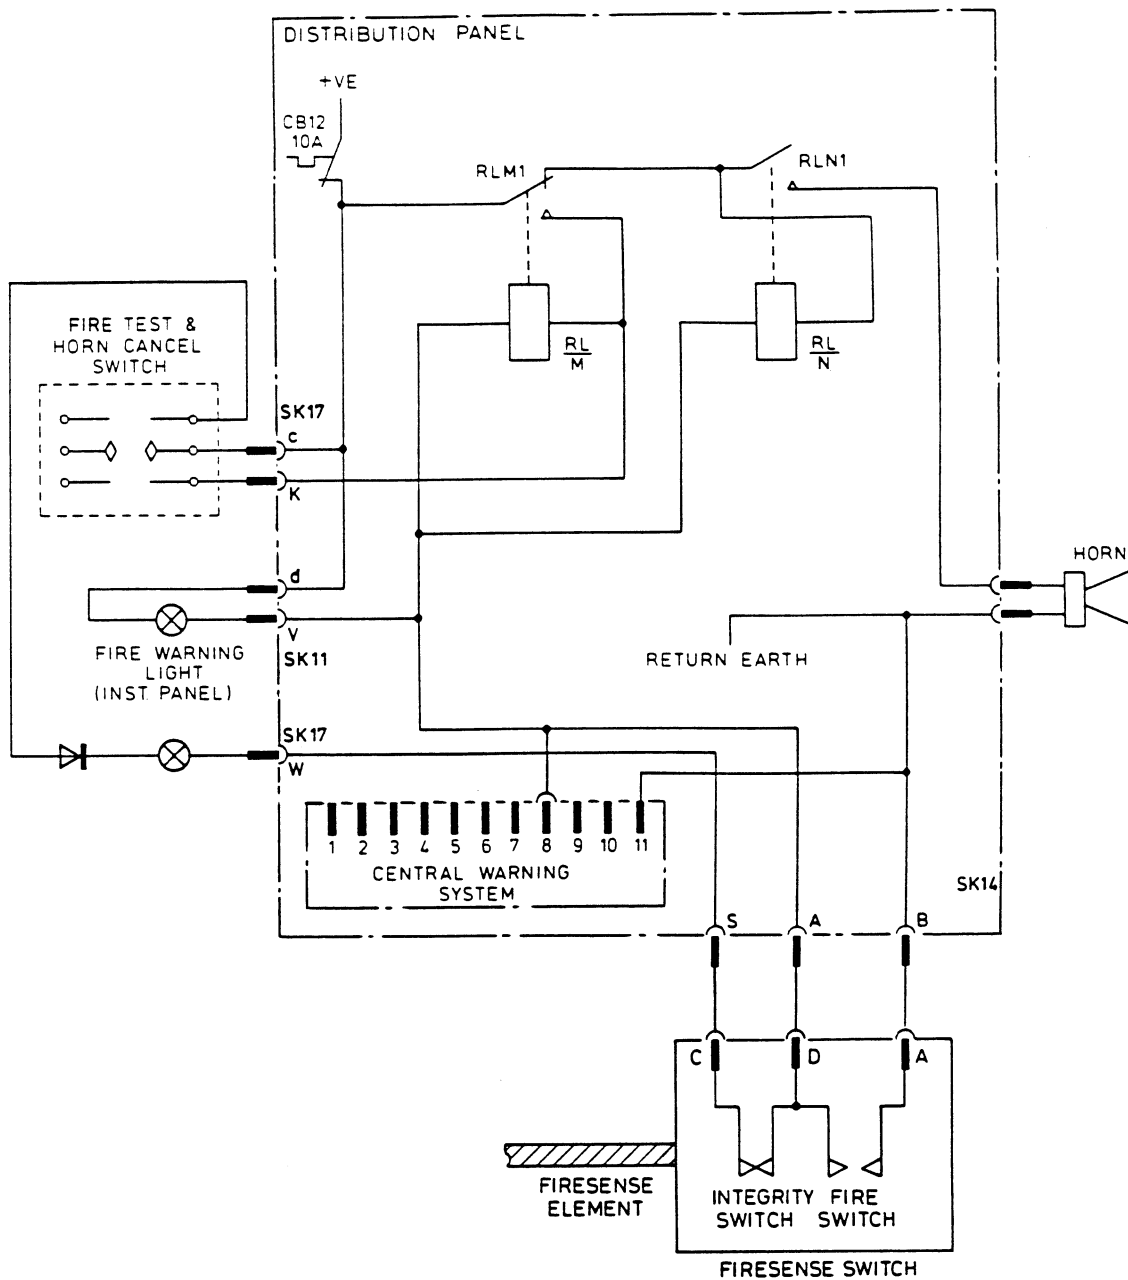 DISTRIBUTION PANEL
+VE
CB12
10A
RLM1
RLN1
RL
M
RL
N
FIRE TEST &
HORN CANCEL
SWITCH
SK17
c
K
d
V
SK11
FIRE WARNING
LIGHT
(INST. PANEL)
HORN
RETURN EARTH
SK17
W
1 2 3 4 5 6 7 8 9 10 11
CENTRAL WARNING
SYSTEM
SK14
S A B
C D A
FIRESENSE
ELEMENT
INTEGRITY
SWITCH
FIRE
SWITCH
FIRESENSE SWITCH